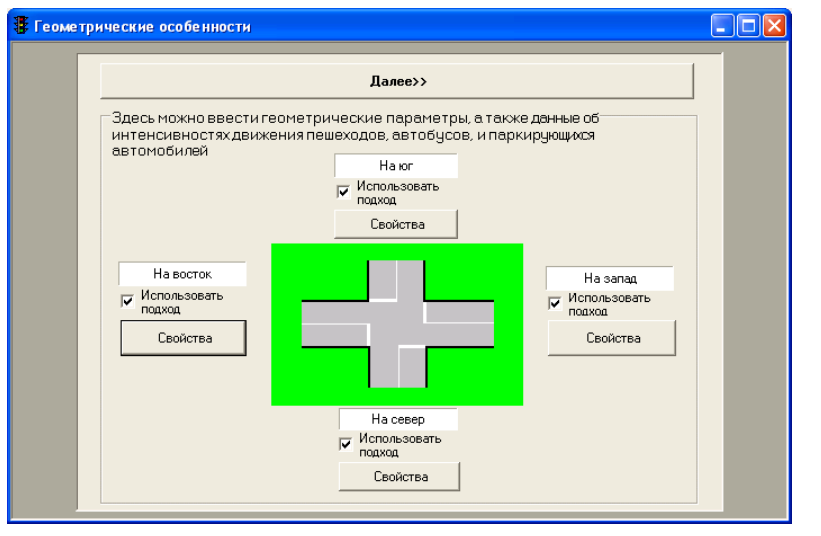 Геометрические особенности
Далее>>
Здесь можно ввести геометрические параметры, а также данные об
интенсивностях движения пешеходов, автобусов, и паркирующихся
автомобилей
На юг
Использовать
подход
Свойства
На восток
Использовать
подход
Свойства
На запад
Использовать
подход
Свойства
На север
Использовать
подход
Свойства